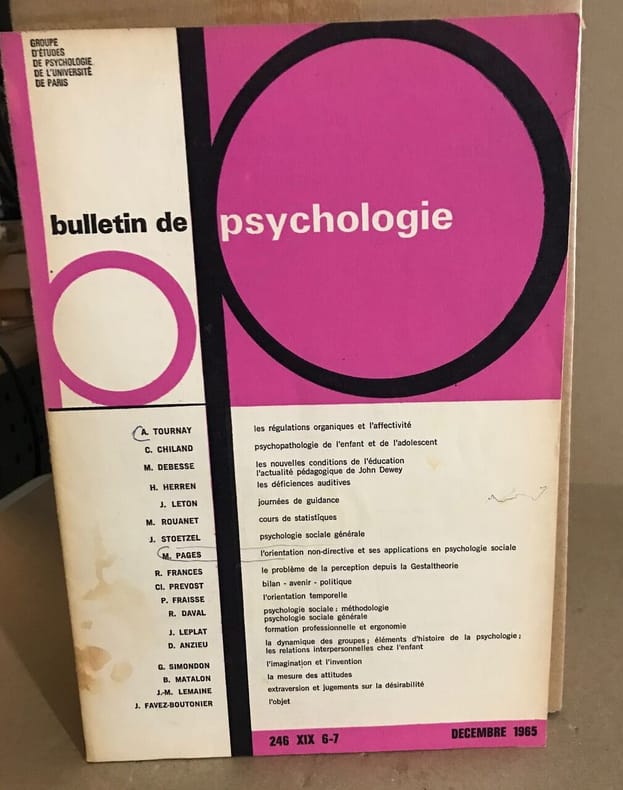 GROUPE
D'ÉTUDES
DE PSYCHOLOGIE
DE L'UNIVERSITÉ
DE PARIS
bulletin de psychologie
A. TOURNAY les régulations organiques et l'affectivité
C. CHILAND psychopathologie de l'enfant et de l'adolescent
M. DEBESSE les nouvelles conditions de l'éducation
l'actualité pédagogique de John Dewey
H. HERREN les déficiences auditives
J. LETON journées de guidance
M. ROUANET cours de statistiques
J. STOETZEL psychologie sociale générale
M. PAGES l'orientation non-directive et ses applications en psychologie sociale
R. FRANCES le problème de la perception depuis la Gestaltheorie
Cl. PREVOST bilan - avenir - politique
P. FRAISSE l'orientation temporelle
R. DAVAL psychologie sociale : méthodologie
psychologie sociale générale
J. LEPLAT formation professionnelle et ergonomie
D. ANZIEU la dynamique des groupes ; éléments d'histoire de la psychologie ;
les relations interpersonnelles chez l'enfant
G. SIMONDON l'imagination et l'invention
B. MATALON la mesure des attitudes
J.-M. LEMAINE extraversion et jugements sur la désirabilité
J. FAVEZ-BOUTONIER l'objet
246 XIX 6-7 DECEMBRE 1965